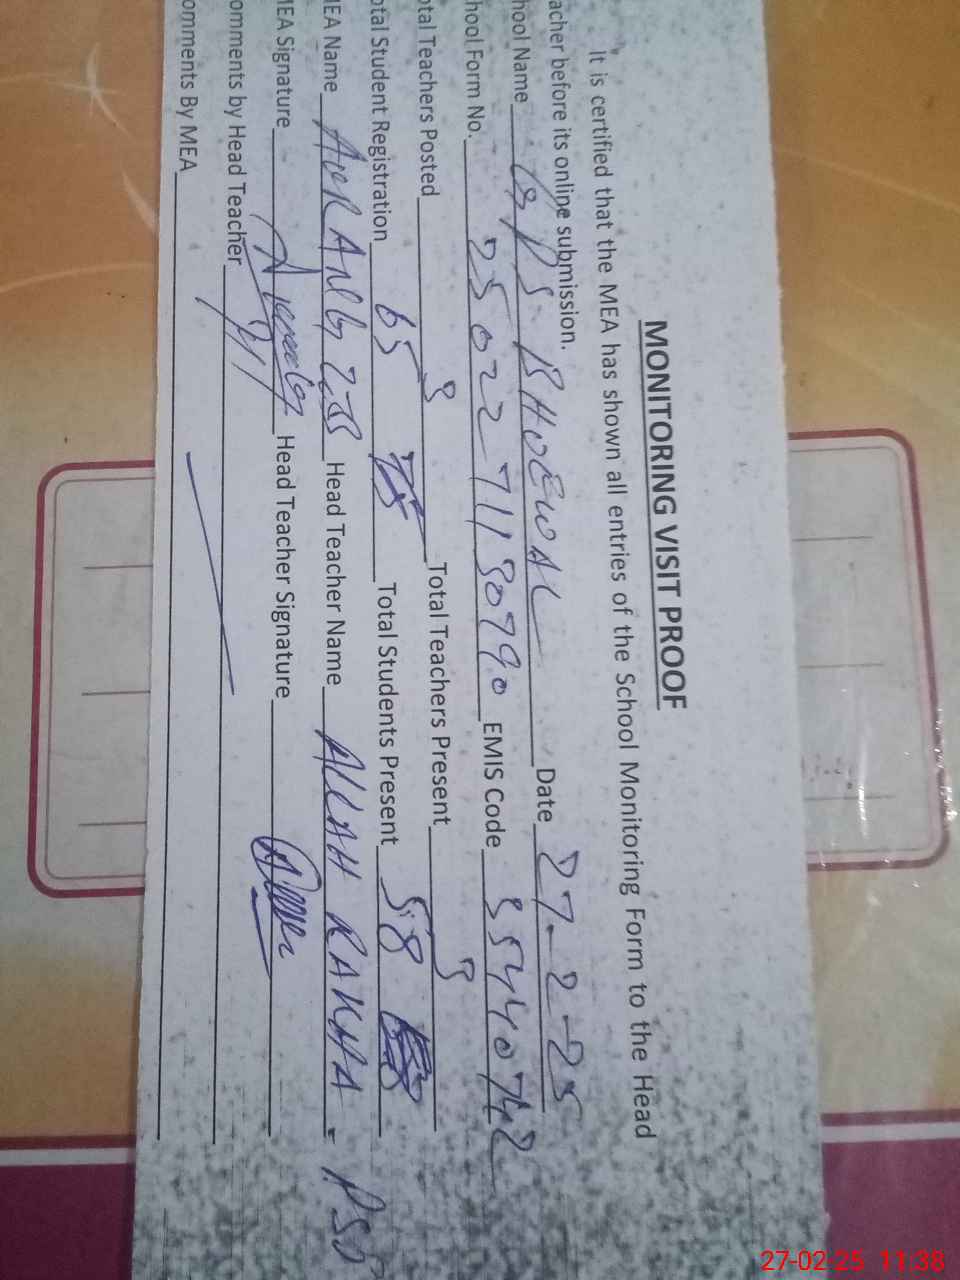 MONITORING VISIT PROOF
It is certified that the MEA has shown all entries of the School Monitoring Form to the Head
acher before its online submission.
hool Name GPS BHOEWAL Date 27-2-25
hool Form No. EMIS Code
otal Teachers Posted 3 Total Teachers Present 3
otal Student Registration 65 Total Students Present 58
MEA Name Head Teacher Name ALLAH RAKHA - PSD
MEA Signature Head Teacher Signature
omments by Head Teacher
omments By MEA
27-02-25 11:38